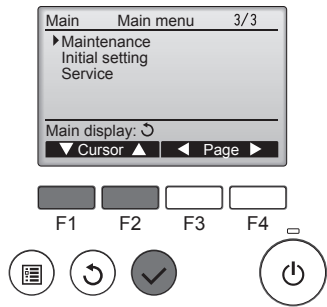 Main Main menu 3/3
Maintenance
Initial setting
Service
Main display:
Cursor Page
F1 F2 F3 F4